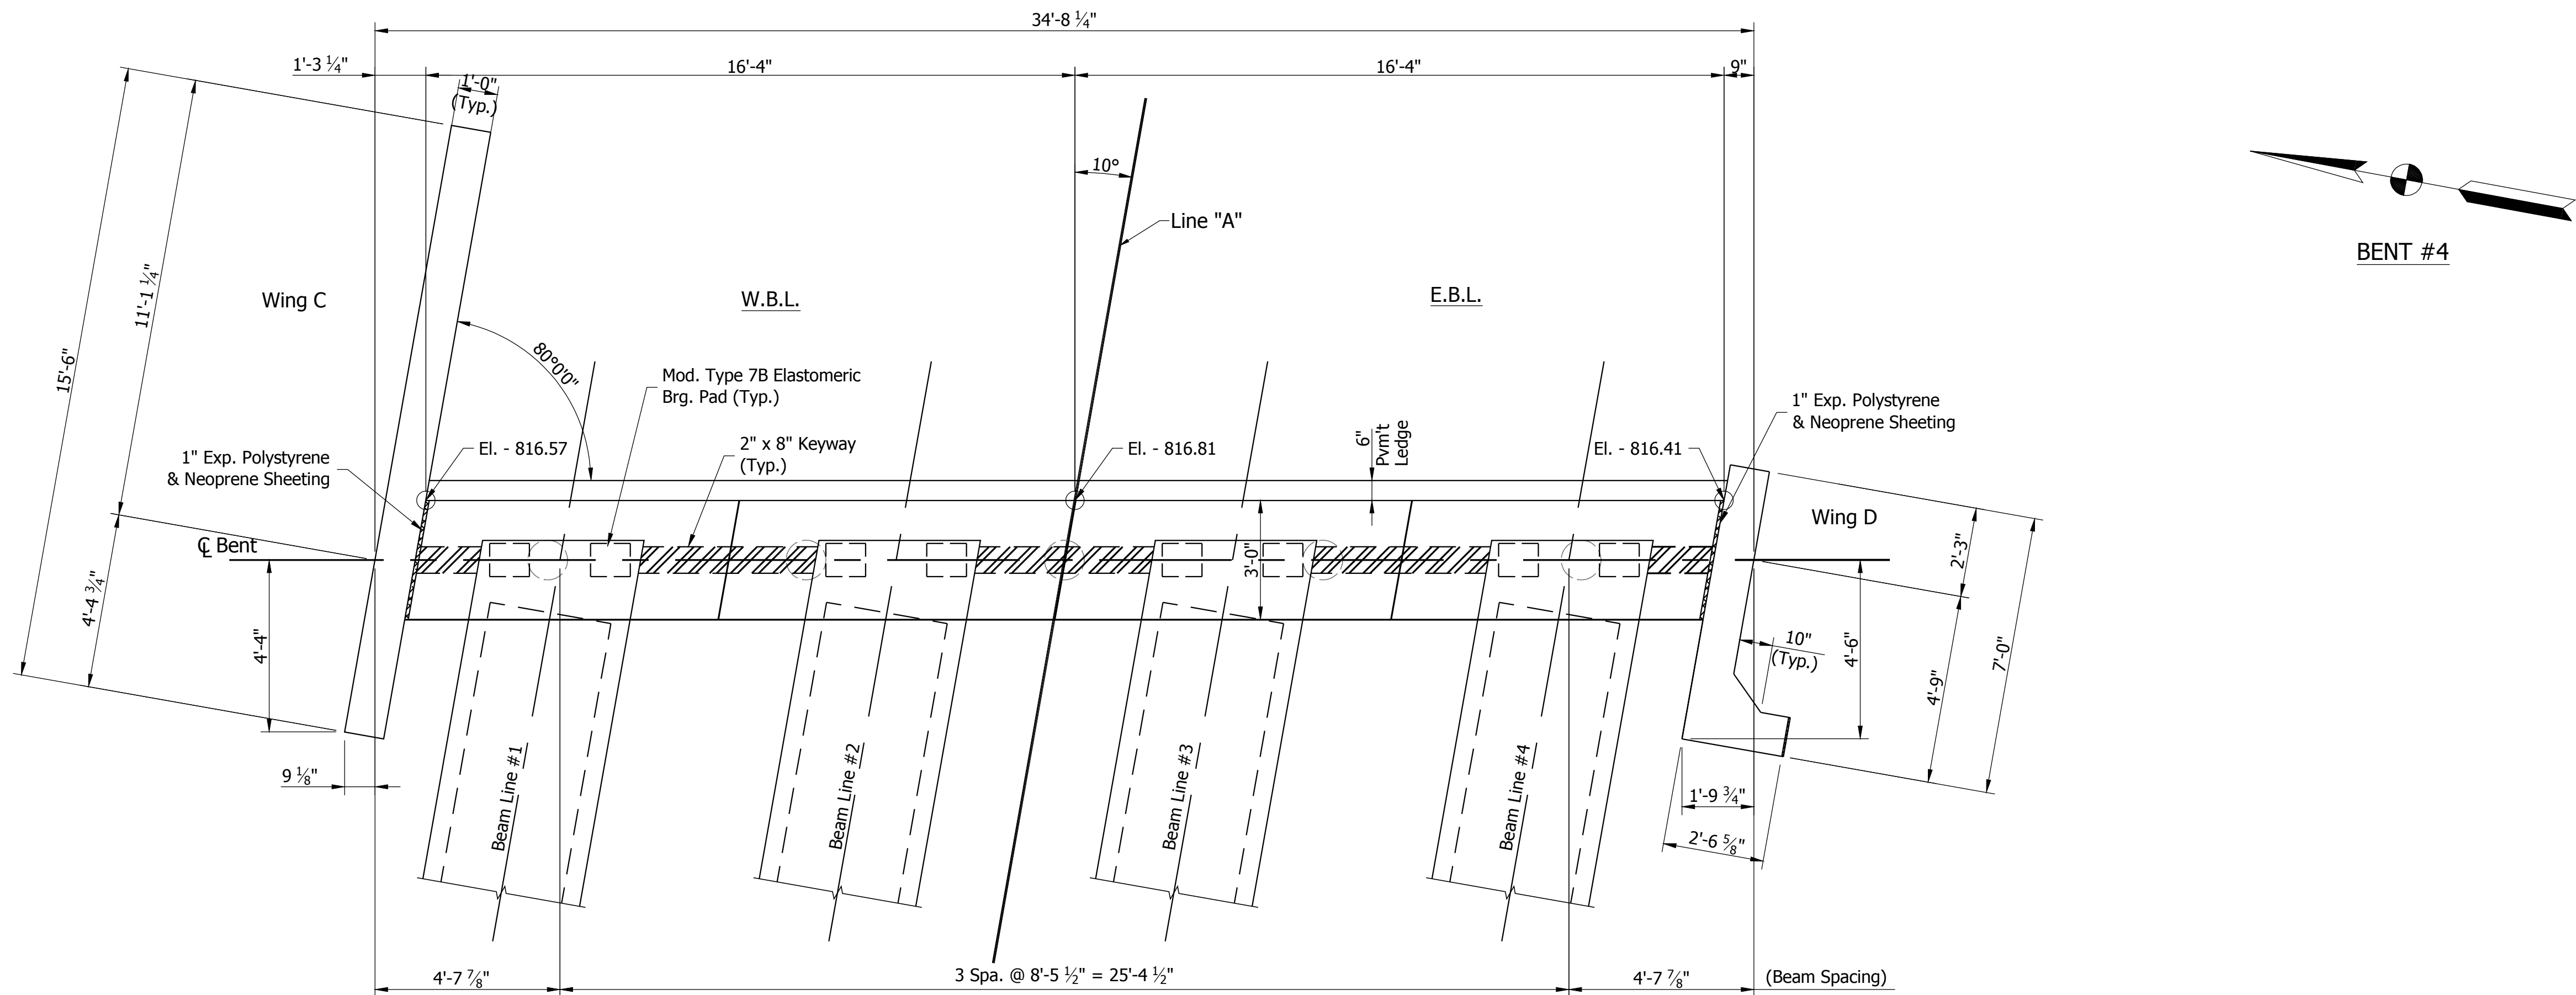 34'-8 ¼"
1'-3 ¼"
16'-4"
16'-4"
9"
1'-0"
(Typ.)
10°
Line "A"
BENT #4
15'-6"
11'-1 ¼"
Wing C
W.B.L.
E.B.L.
80°0'0"
Mod. Type 7B Elastomeric
Brg. Pad (Typ.)
1" Exp. Polystyrene
& Neoprene Sheeting
El. - 816.57
2" x 8" Keyway
(Typ.)
El. - 816.81
6"
Pvm't
Ledge
El. - 816.41
1" Exp. Polystyrene
& Neoprene Sheeting
Wing D
℄ Bent
3'-0"
2'-3"
4'-4 ¾"
4'-4"
10"
(Typ.)
4'-6"
4'-9"
7'-0"
9 ⅛"
Beam Line #1
Beam Line #2
Beam Line #3
Beam Line #4
1'-9 ¾"
2'-6 ⅝"
4'-7 ⅞"
3 Spa. @ 8'-5 ½" = 25'-4 ½"
4'-7 ⅞"
(Beam Spacing)